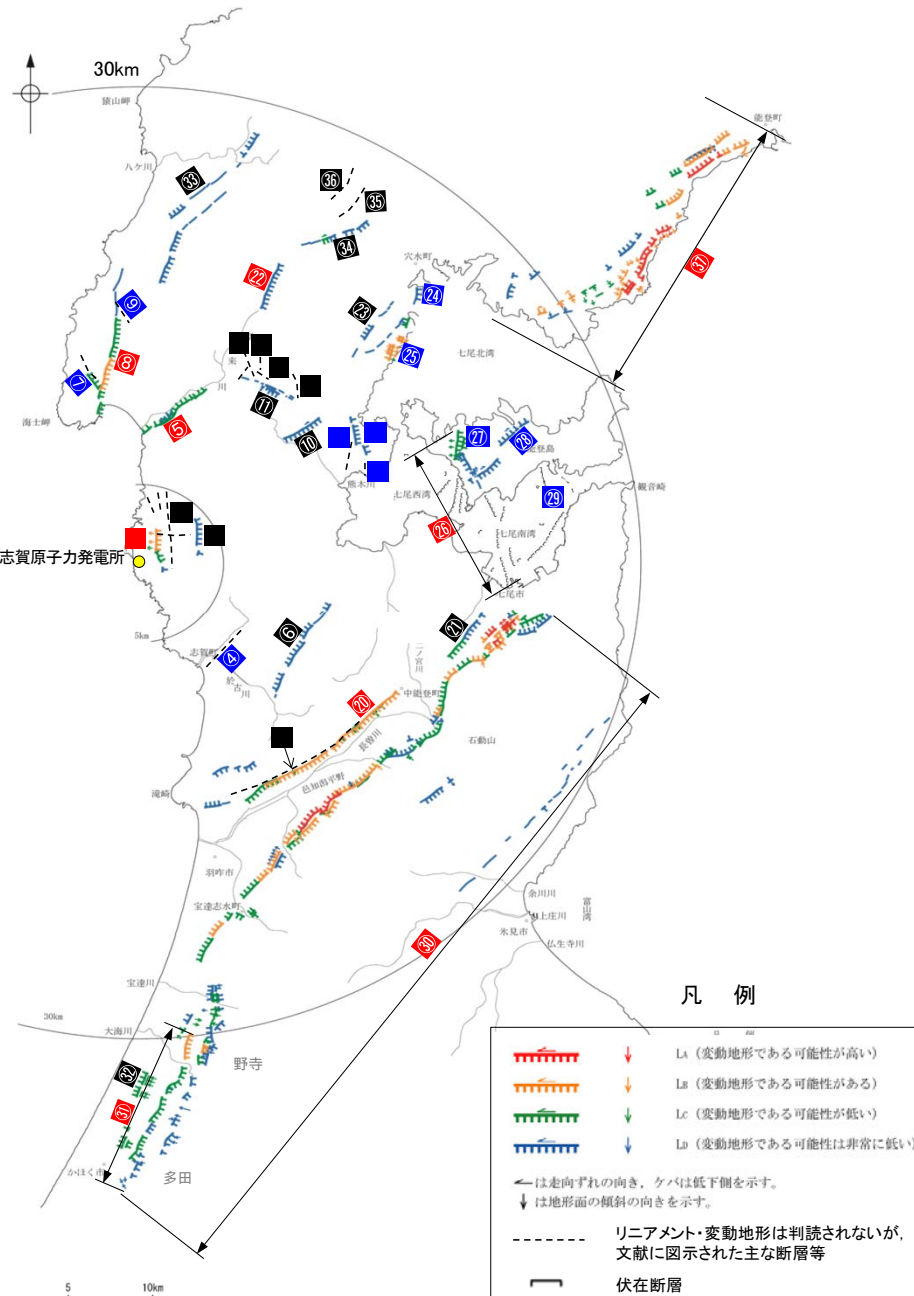 30km
猿山岬
能登町
八ケ川
㉝
㊱
㉟
㉞
穴水町
㊲
㉒
㉔
⑨
㉓
七尾北湾
㉕
⑧
⑦
来
川
⑪
海士岬
⑤
⑩
㉗
㉘
能登島
熊木川
七尾西湾
㉙
観音崎
㉖
七尾南湾
志賀原子力発電所
七尾市
5km
⑥
㉑
志賀町
④
二ノ宮川
於古川
⑳
中能登町
長曽川
石動山
邑知潟平野
滝崎
羽咋市
宝達志水町
余川川
上庄川
富山湾
氷見市
仏生寺川
㉚
宝達川
30km
大海川
野寺
㉜
㉛
かほく市
多田
凡 例
LA (変動地形である可能性が高い)
LB (変動地形である可能性がある)
LC (変動地形である可能性が低い)
LD (変動地形である可能性は非常に低い)
は走向ずれの向き，ケバは低下側を示す。
は地形面の傾斜の向きを示す。
リニアメント・変動地形は判読されないが，
文献に図示された主な断層等
伏在断層
5 10km